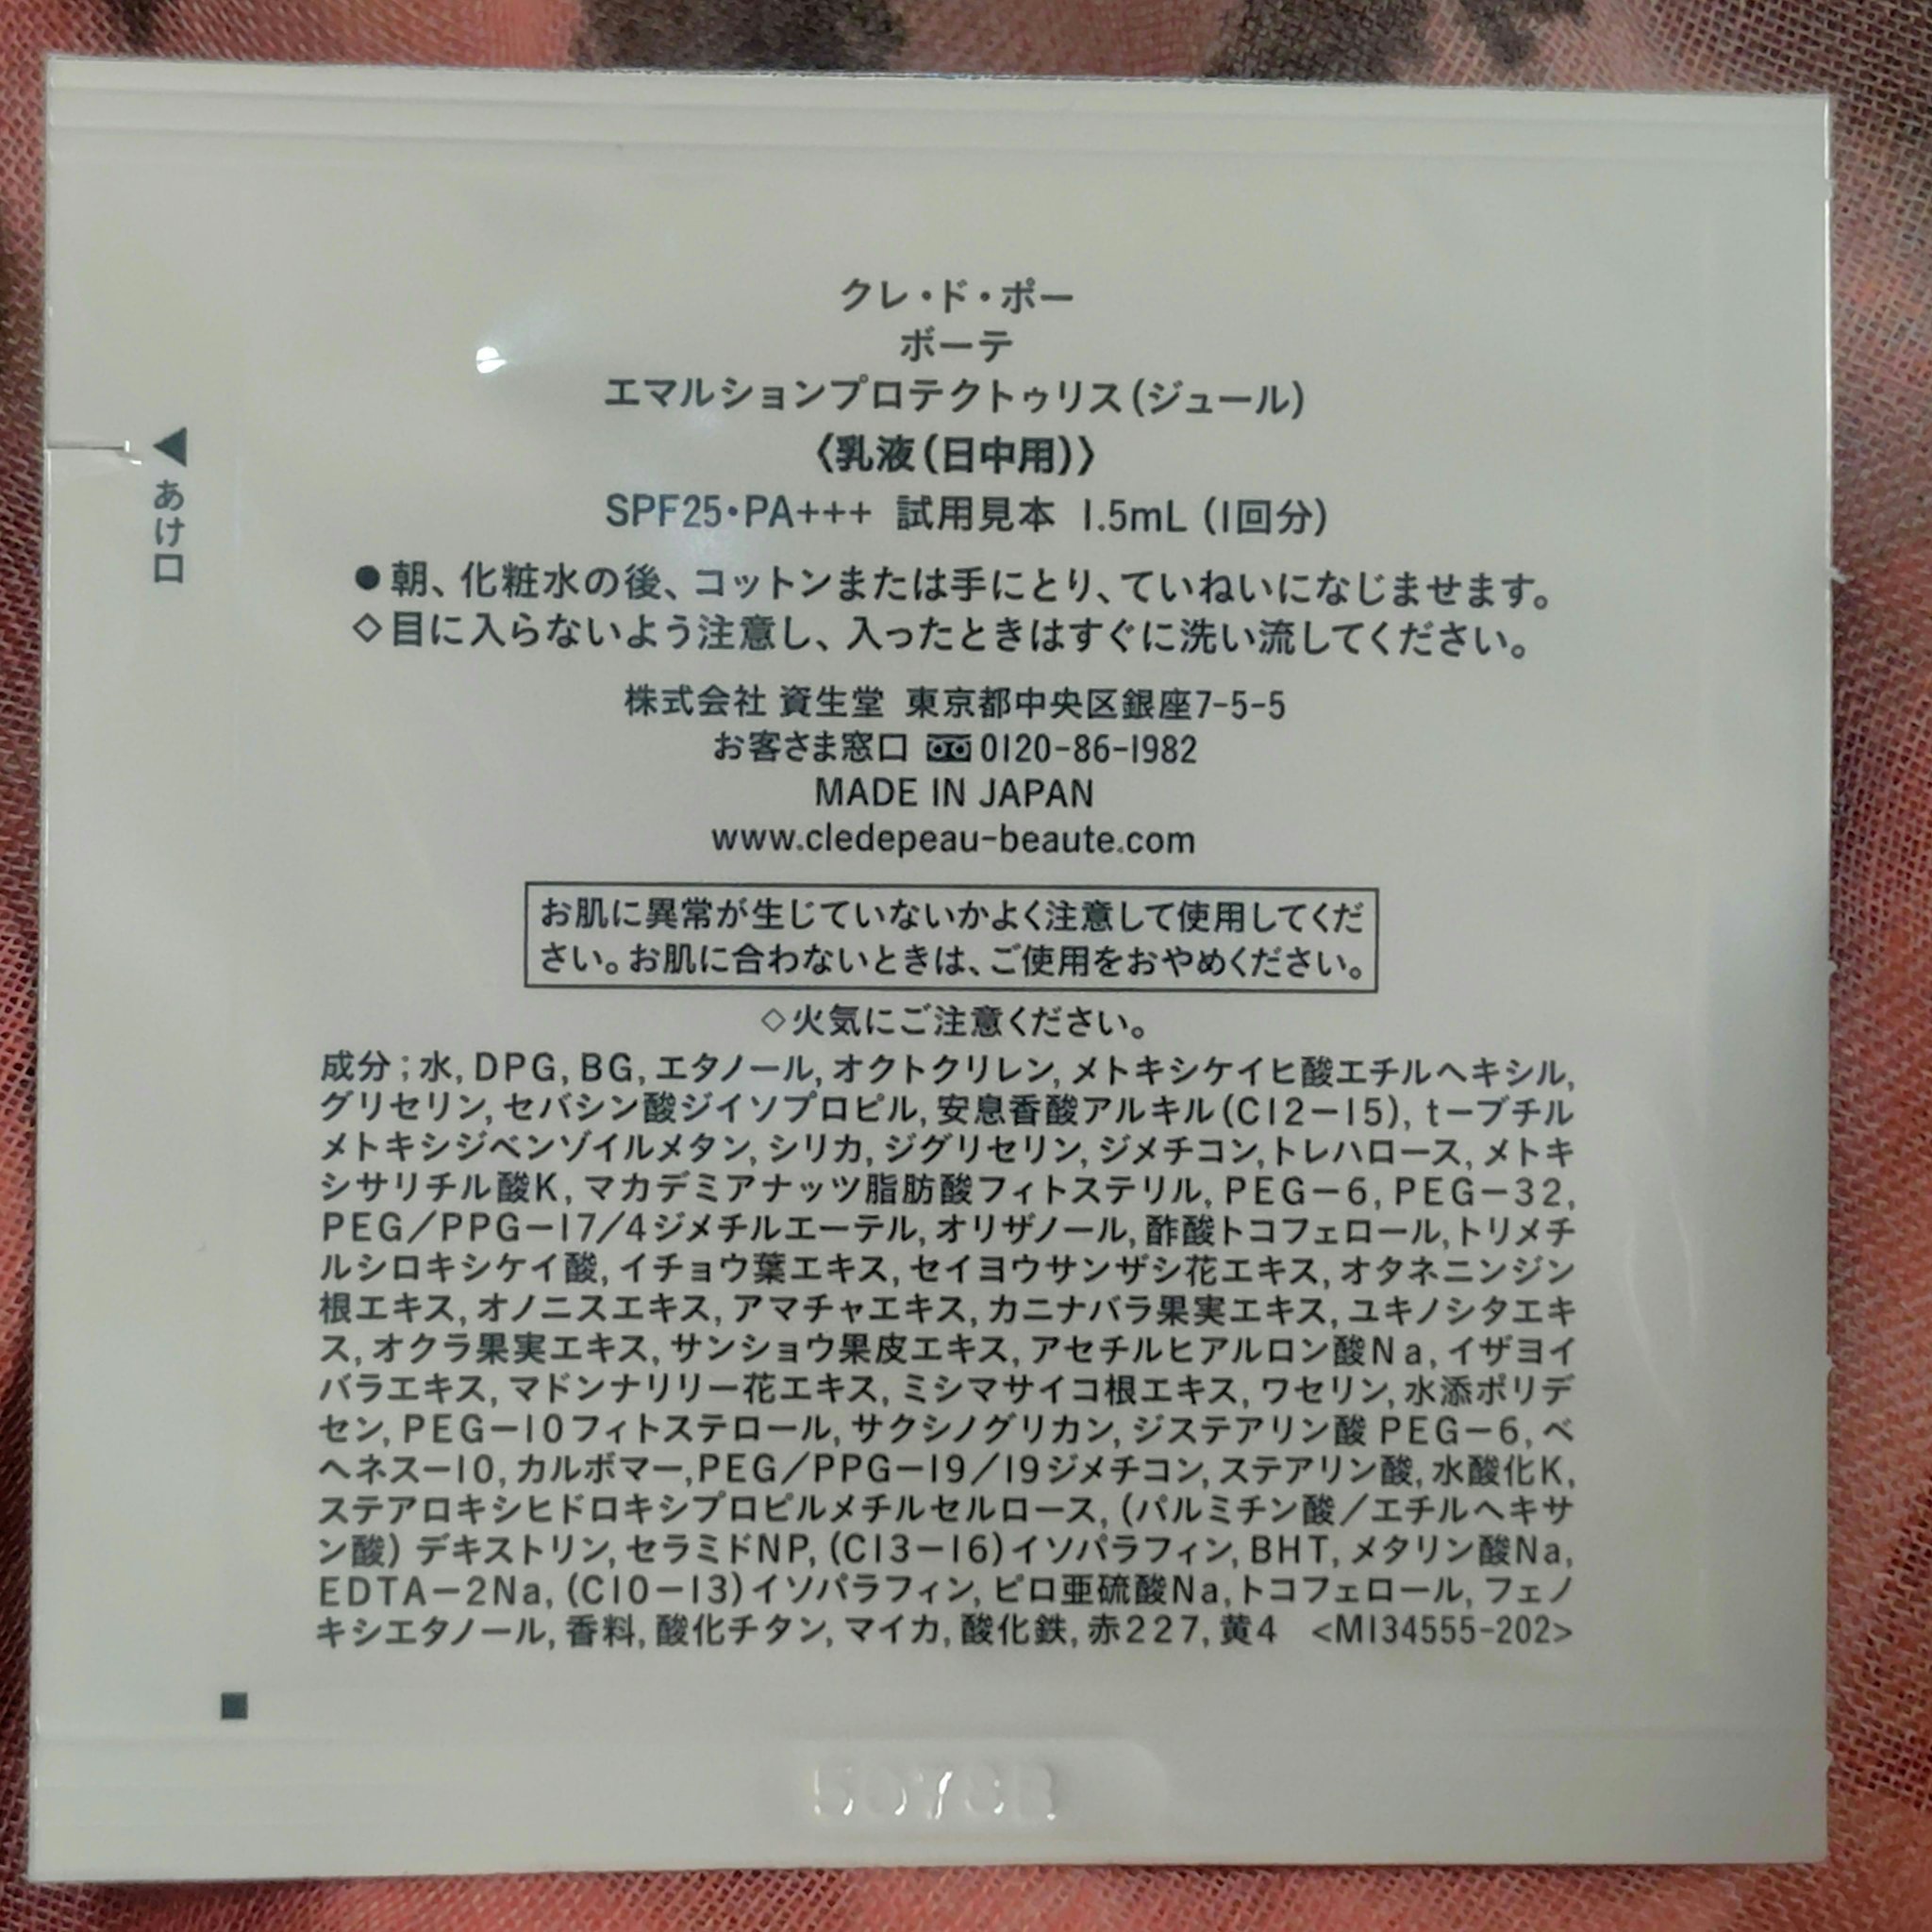 クレ・ド・ポー
ボーテ
エマルションプロテクトゥリス(ジュール)
〈乳液(日中用)〉
SPF25・PA+++ 試用見本 1.5mL (1回分)
◀あけ口
●朝、化粧水の後、コットンまたは手にとり、ていねいになじませます。
◇目に入らないよう注意し、入ったときはすぐに洗い流してください。
株式会社 資生堂 東京都中央区銀座7-5-5
お客さま窓口 0120-86-1982
MADE IN JAPAN
www.cledepeau-beaute.com
お肌に異常が生じていないかよく注意して使用してくだ
さい。お肌に合わないときは、ご使用をおやめください。
◇火気にご注意ください。
成分;水,DPG,BG,エタノール,オクトクリレン,メトキシケイヒ酸エチルヘキシル,
グリセリン,セバシン酸ジイソプロピル,安息香酸アルキル(C12-15),t-ブチル
メトキシジベンゾイルメタン,シリカ,ジグリセリン,ジメチコン,トレハロース,メトキ
シサリチル酸K,マカデミアナッツ脂肪酸フィトステリル,PEG-6,PEG-32,
PEG/PPG-17/4ジメチルエーテル,オリザノール,酢酸トコフェロール,トリメチ
ルシロキシケイ酸,イチョウ葉エキス,セイヨウサンザシ花エキス,オタネニンジン
根エキス,オノニスエキス,アマチャエキス,カニナバラ果実エキス,ユキノシタエキ
ス,オクラ果実エキス,サンショウ果皮エキス,アセチルヒアルロン酸Na,イザヨイ
バラエキス,マドンナリリー花エキス,ミシマサイコ根エキス,ワセリン,水添ポリデ
セン,PEG-10フィトステロール,サクシノグリカン,ジステアリン酸PEG-6,ベ
ヘネス-10,カルボマー,PEG/PPG-19/19ジメチコン,ステアリン酸,水酸化K,
ステアロキシヒドロキシプロピルメチルセルロース,(パルミチン酸/エチルヘキサ
ン酸)デキストリン,セラミドNP,(C13-16)イソパラフィン,BHT,メタリン酸Na,
EDTA-2Na,(C10-13)イソパラフィン,ピロ亜硫酸Na,トコフェロール,フェノ
キシエタノール,香料,酸化チタン,マイカ,酸化鉄,赤227,黄4 <M134555-202>